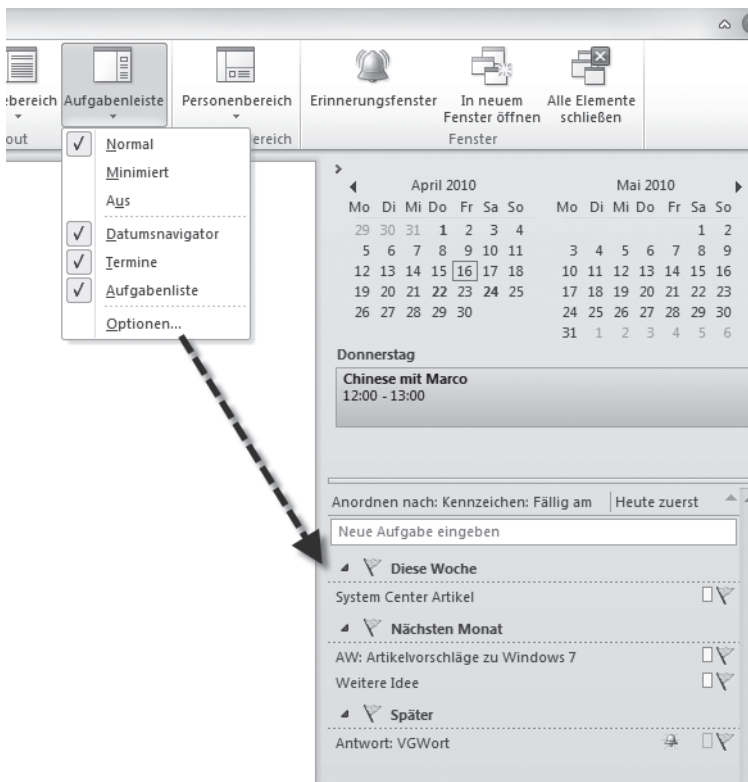 ebereich Aufgabenleiste Personenbereich Erinnerungsfenster In neuem Fenster öffnen Alle Elemente schließen
out ereich Fenster
Normal
Minimiert
Aus
Datumsnavigator
Termine
Aufgabenliste
Optionen...
April 2010
Mo Di Mi Do Fr Sa So
29 30 31 1 2 3 4
5 6 7 8 9 10 11
12 13 14 15 16 17 18
19 20 21 22 23 24 25
26 27 28 29 30
Mai 2010
Mo Di Mi Do Fr Sa So
1 2
3 4 5 6 7 8 9
10 11 12 13 14 15 16
17 18 19 20 21 22 23
24 25 26 27 28 29 30
31 1 2 3 4 5 6
Donnerstag
Chinese mit Marco
12:00 - 13:00
Anordnen nach: Kennzeichen: Fällig am Heute zuerst
Neue Aufgabe eingeben
Diese Woche
System Center Artikel
Nächsten Monat
AW: Artikelvorschläge zu Windows 7
Weitere Idee
Später
Antwort: VGWort